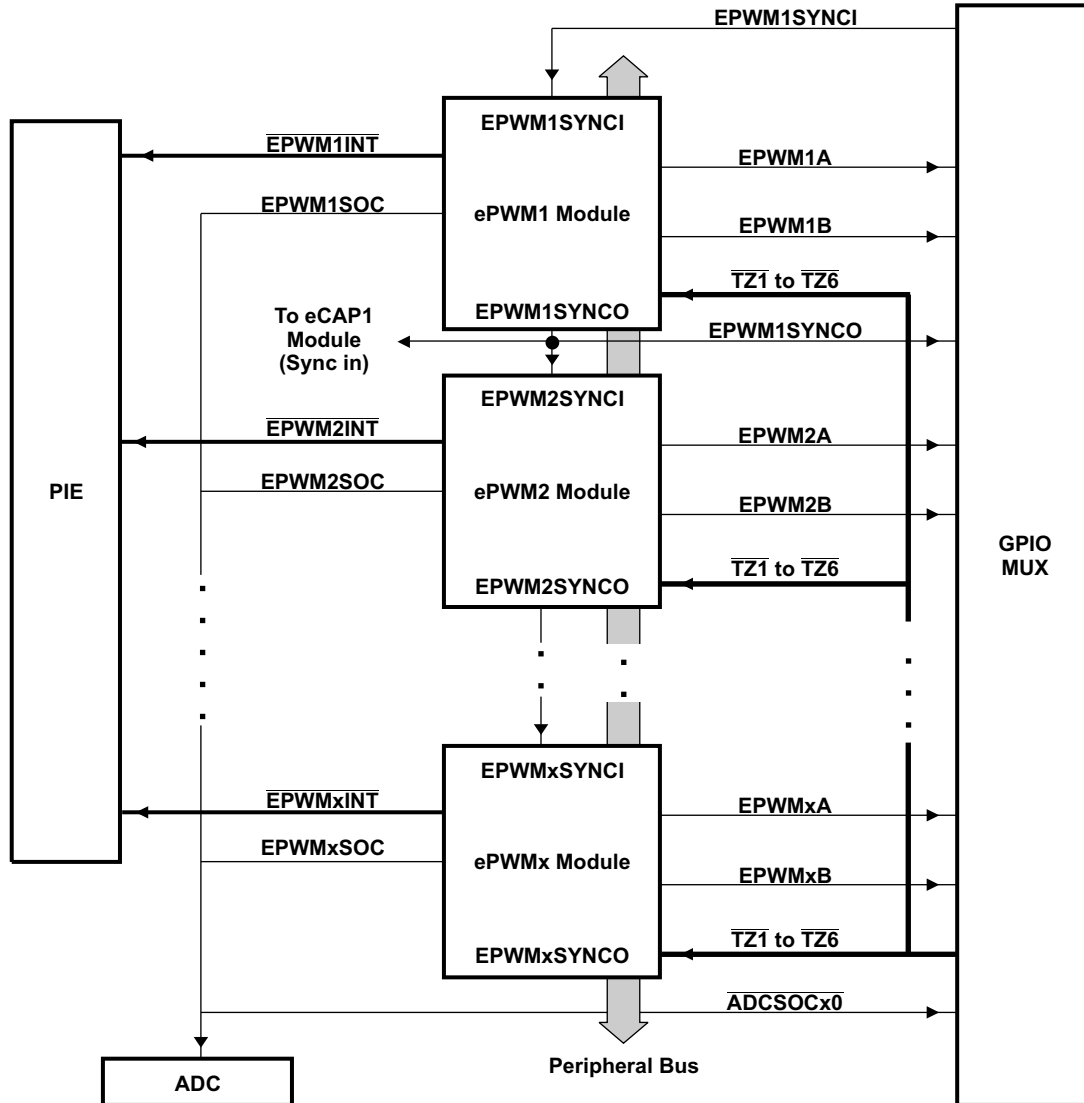 EPWM1SYNCI
EPWM1SYNCI
EPWM1INT
EPWM1A
EPWM1SOC
ePWM1 Module
EPWM1B
TZ1 to TZ6
EPWM1SYNCO
To eCAP1
Module
(Sync in)
EPWM1SYNCO
EPWM2SYNCI
EPWM2INT
EPWM2A
PIE
EPWM2SOC
ePWM2 Module
EPWM2B
GPIO
MUX
TZ1 to TZ6
EPWM2SYNCO
EPWMxSYNCI
EPWMxINT
EPWMxA
EPWMxSOC
ePWMx Module
EPWMxB
TZ1 to TZ6
EPWMxSYNCO
ADCSOCx0
Peripheral Bus
ADC